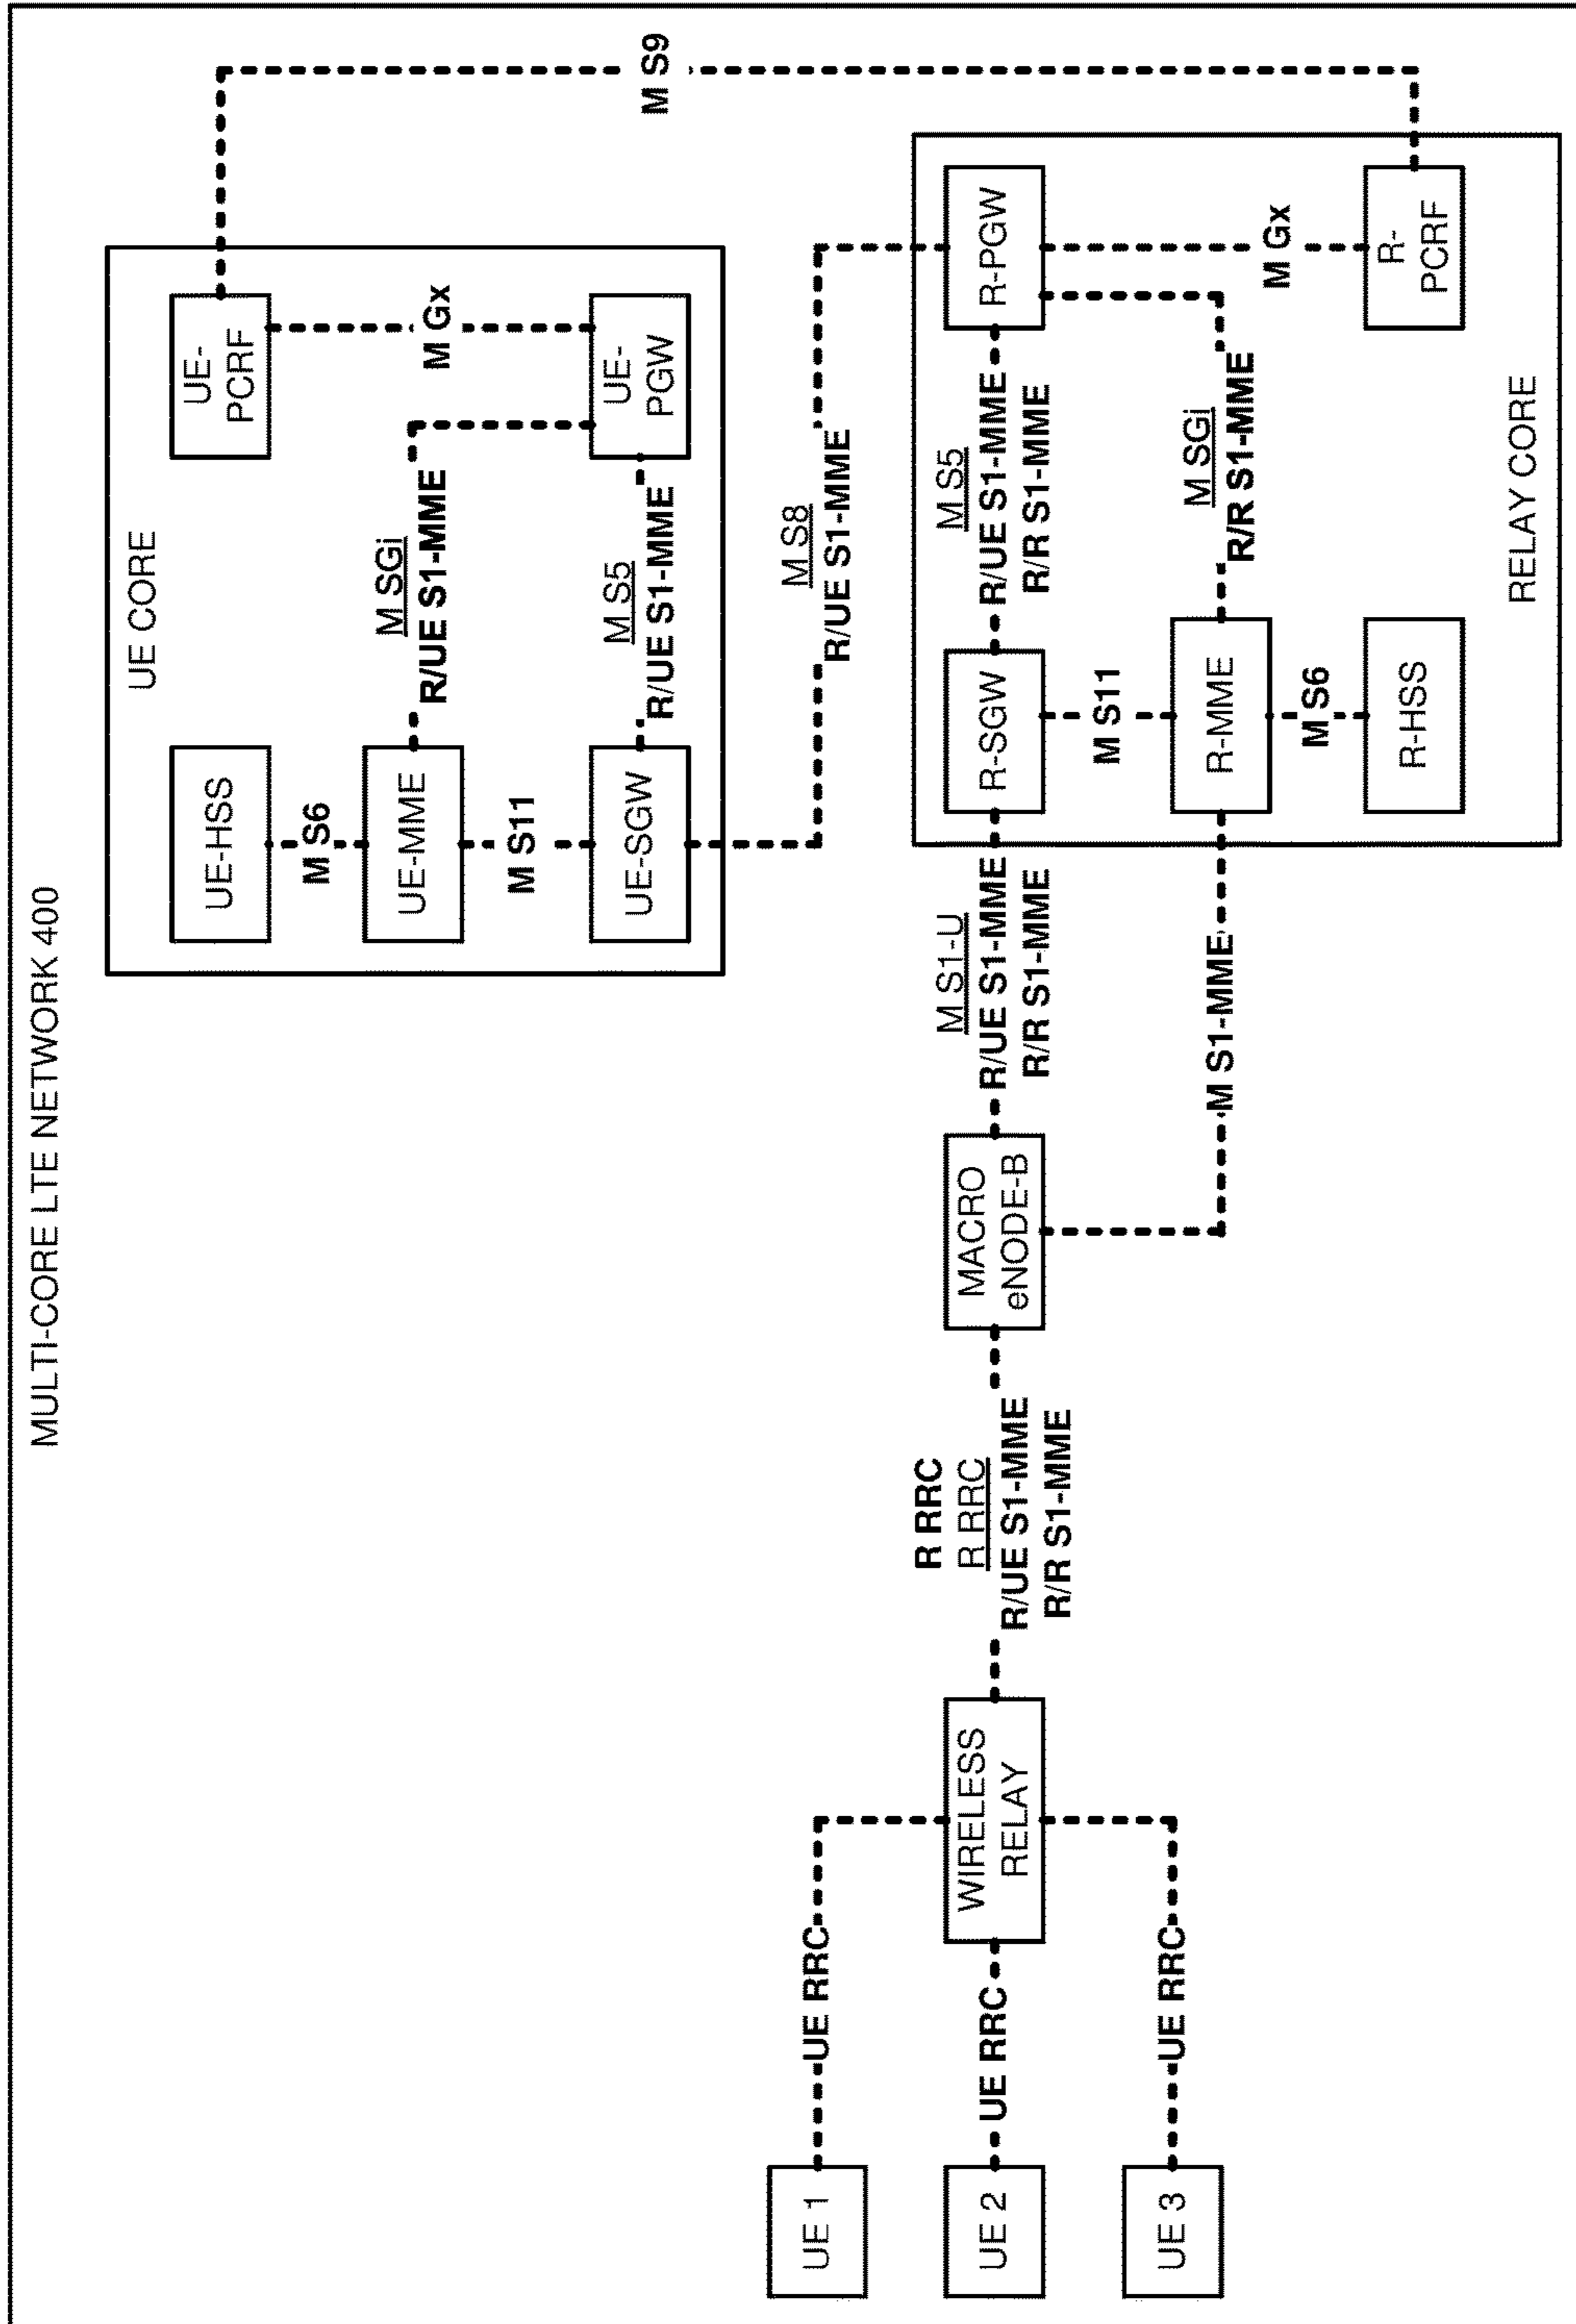 MULTI-CORE LTE NETWORK 400
UE CORE
UE-HSS
M S6
UE-MME
M S11
UE-SGW
M SGi
R/UE S1-MME
M S5
R/UE S1-MME
UE-
PCRF
M Gx
UE-
PGW
M S9
M S8
R/UE S1-MME
UE 1
UE RRC
UE 2
UE RRC
UE 3
UE RRC
WIRELESS
RELAY
R RRC
R RRC
R/UE S1-MME
R/R S1-MME
MACRO
eNODE-B
M S1-U
R/UE S1-MME
R/R S1-MME
M S1-MME
R-SGW
M S11
R-MME
M S6
R-HSS
M S5
R/UE S1-MME
R/R S1-MME
M SGi
R/R S1-MME
R-PGW
M Gx
R-
PCRF
RELAY CORE